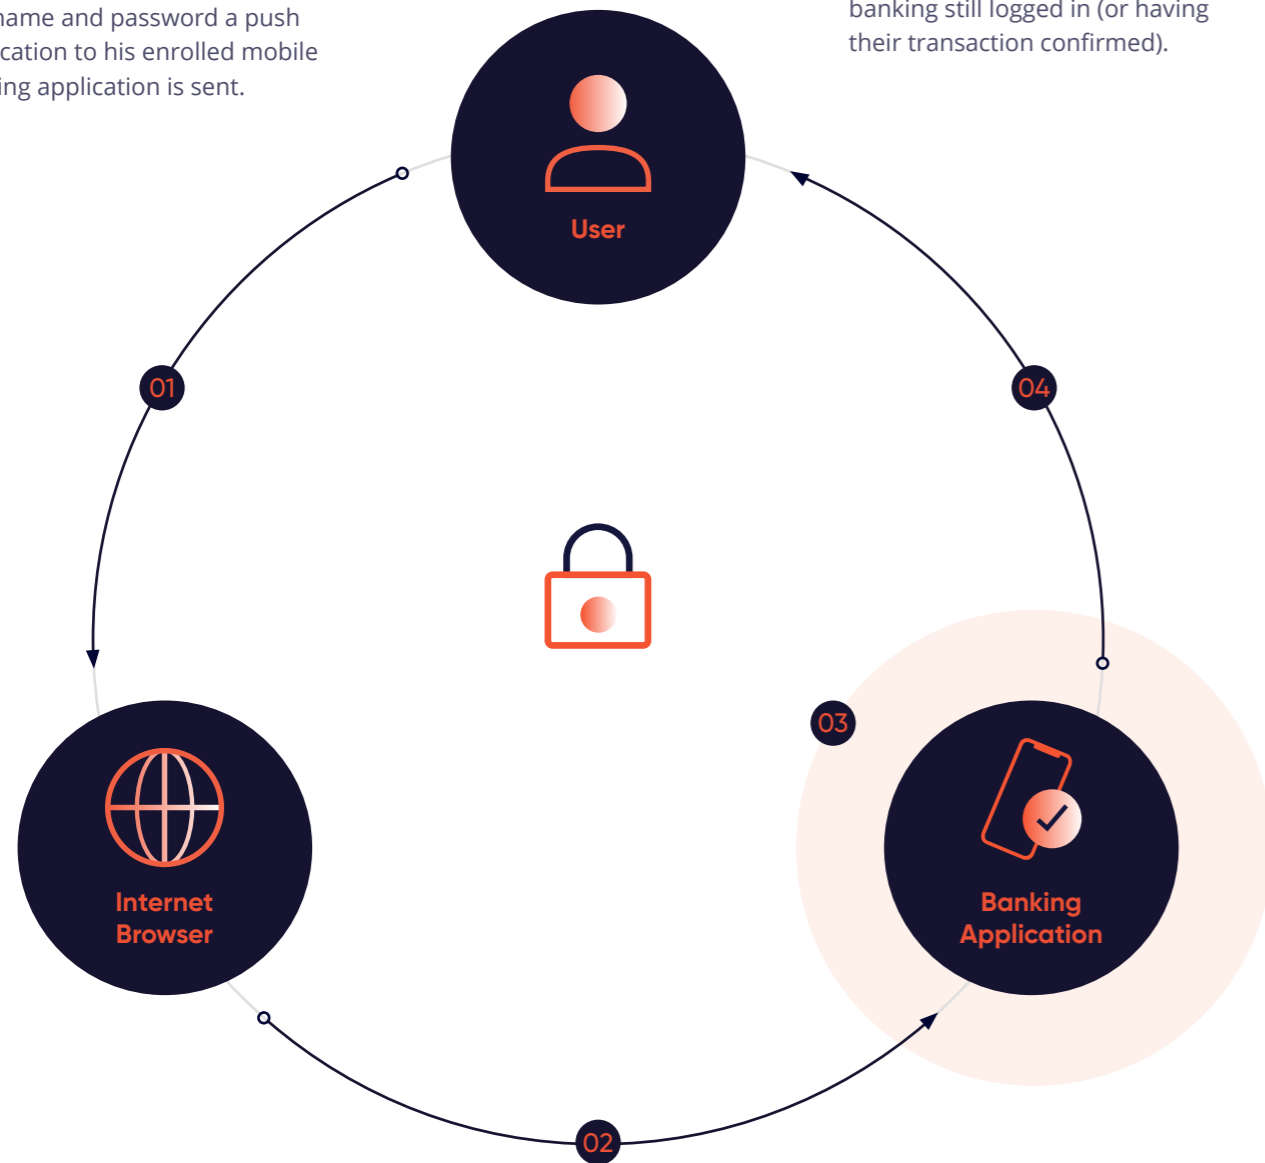 name and password a push
cation to his enrolled mobile
ing application is sent.
banking still logged in (or having
their transaction confirmed).
User
01
04
03
Internet
Browser
Banking
Application
02